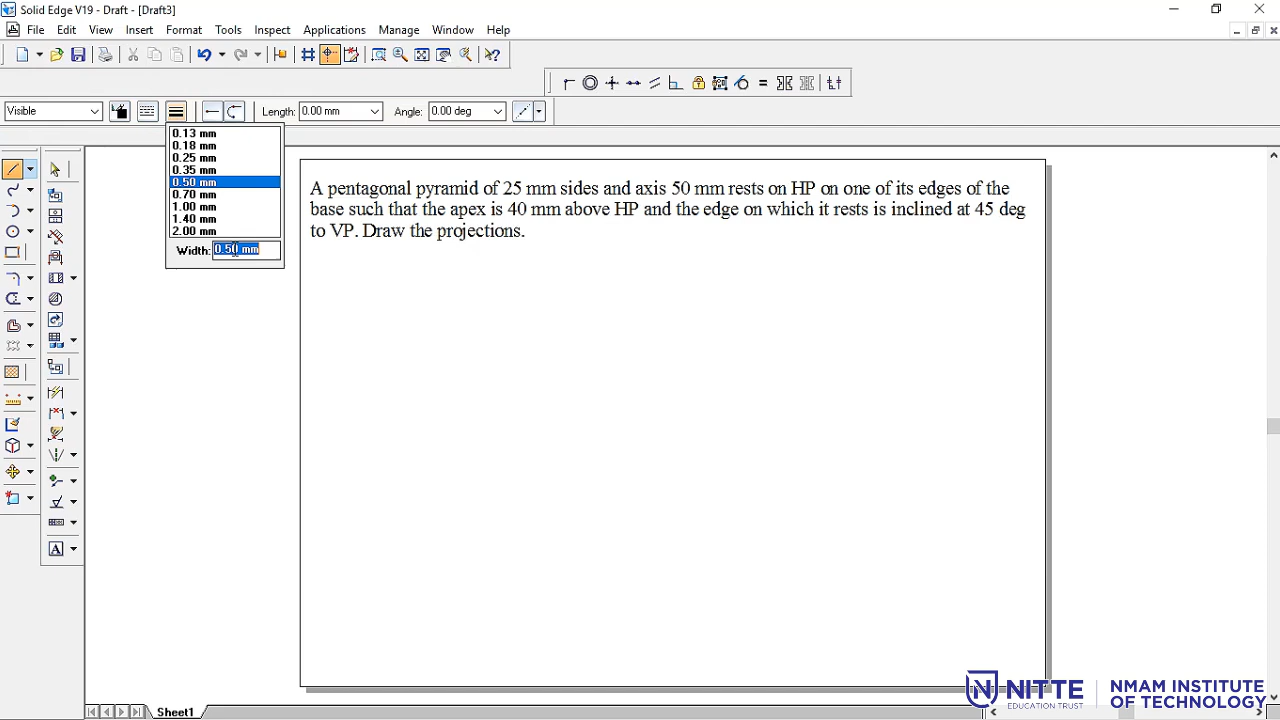 Solid Edge V19 - Draft - [Draft3]
File Edit View Insert Format Tools Inspect Applications Manage Window Help
Visible Length: 0.00 mm Angle: 0.00 deg
0.13 mm
0.18 mm
0.25 mm
0.35 mm
0.50 mm
0.70 mm
1.00 mm
1.40 mm
2.00 mm
Width: 0.50 mm
A pentagonal pyramid of 25 mm sides and axis 50 mm rests on HP on one of its edges of the
base such that the apex is 40 mm above HP and the edge on which it rests is inclined at 45 deg
to VP. Draw the projections.
Sheet1
NITTE
EDUCATION TRUST
NMAM INSTITUTE
OF TECHNOLOGY